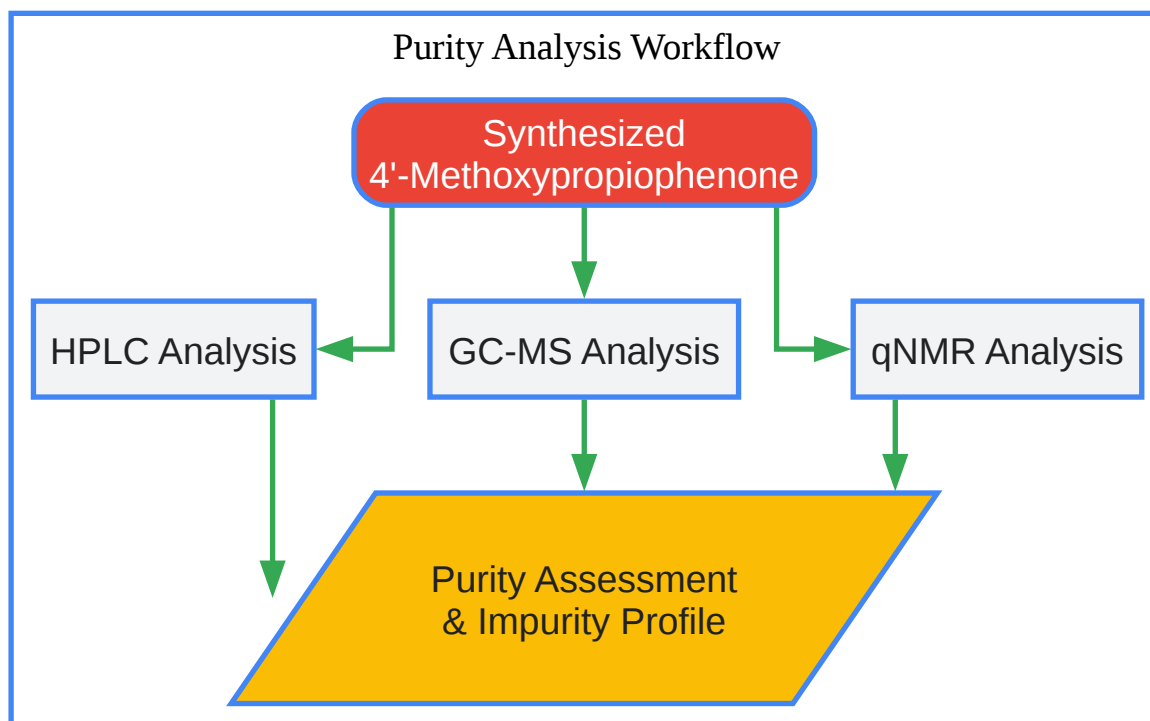 Purity Analysis Workflow
Synthesized
4'-Methoxypropiophenone
HPLC Analysis
GC-MS Analysis
qNMR Analysis
Purity Assessment
& Impurity Profile